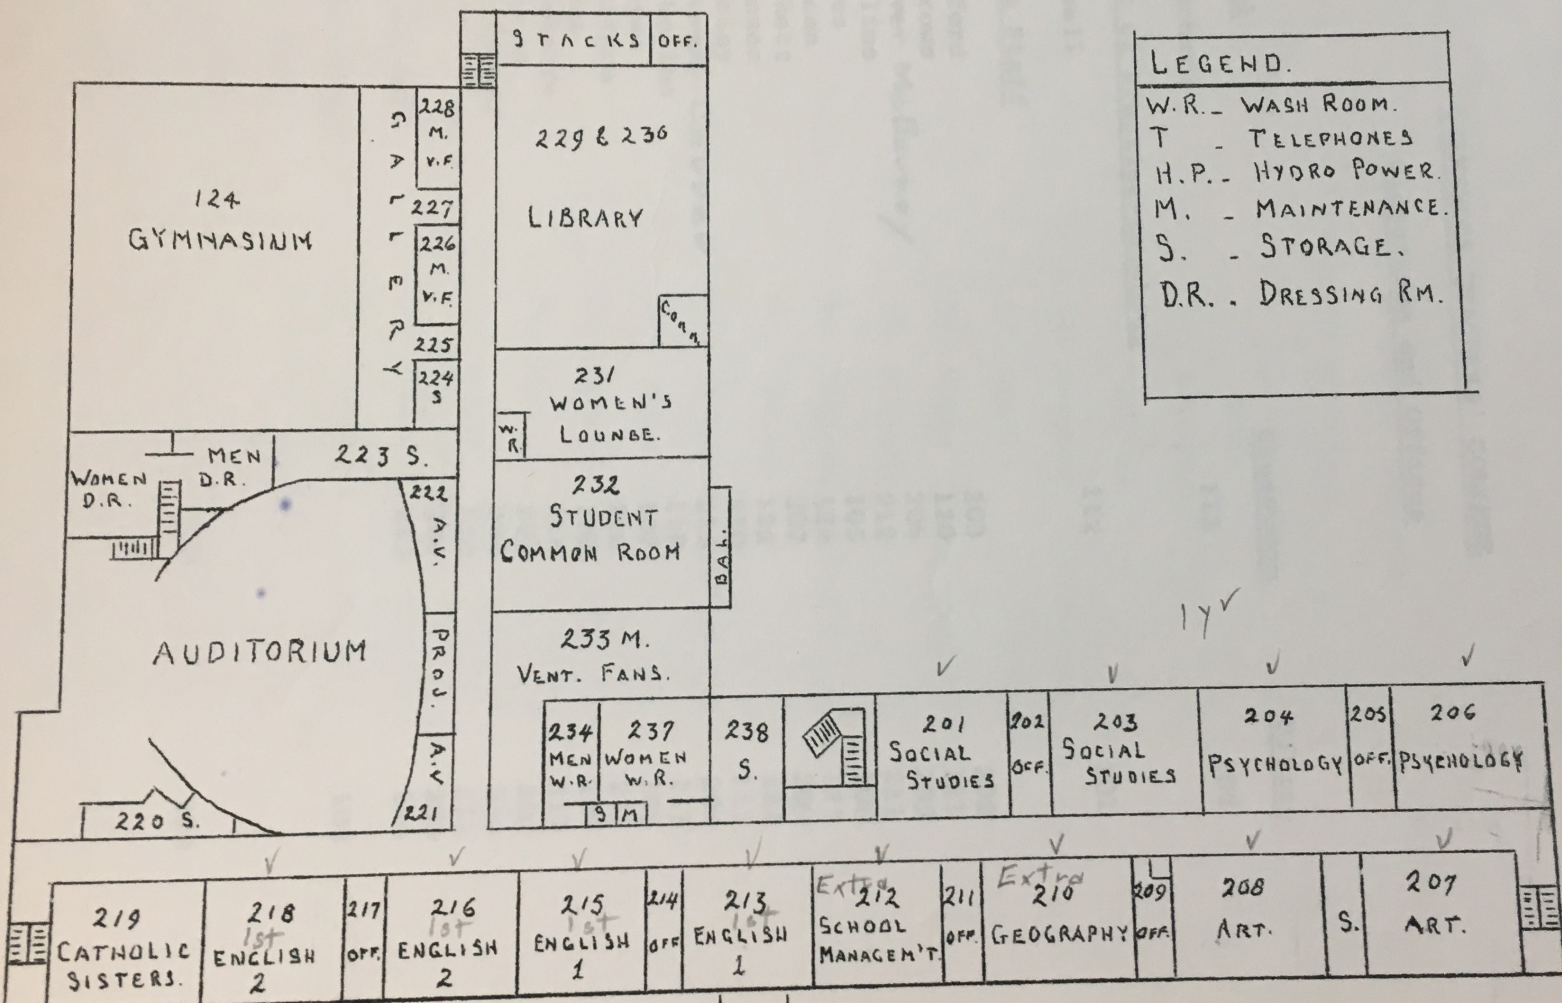 STACKS OFF.
LEGEND.
W.R. - WASH ROOM.
T - TELEPHONES
H.P. - HYDRO POWER.
M. - MAINTENANCE.
S. - STORAGE.
D.R. - DRESSING RM.
124
GYMNASIUM
GALLERY
228
M.
V.F.
227
226
M.
V.F.
225
224
S
229 & 230
LIBRARY
CONF.
231
WOMEN'S
LOUNGE.
W.
R.
WOMEN
D.R.
MEN
D.R.
223 S.
232
STUDENT
COMMON ROOM
BAL.
222
A.V.
PROJ.
A.V
221
AUDITORIUM
220 S.
233 M.
VENT. FANS.
234
MEN
W.R.
237
WOMEN
W.R.
S M
238
S.
1y
201
SOCIAL
STUDIES
202
OFF.
203
SOCIAL
STUDIES
204
PSYCHOLOGY
205
OFF.
206
PSYCHOLOGY
219
CATHOLIC
SISTERS.
218
1st
ENGLISH
2
217
OFF.
216
1st
ENGLISH
2
215
1st
ENGLISH
1
214
OFF
213
1st
ENGLISH
1
Extra
212
SCHOOL
MANAGEM'T.
211
OFF.
Extra
210
GEOGRAPHY
209
OFF.
208
ART.
S.
207
ART.